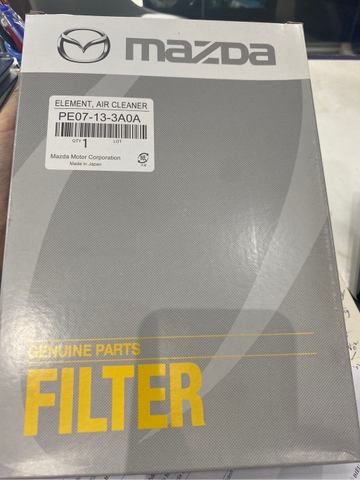 mazda
ELEMENT, AIR CLEANER
PE07-13-3A0A
QTY LOT
1
Mazda Motor Corporation
Made in Japan
GENUINE PARTS
FILTER